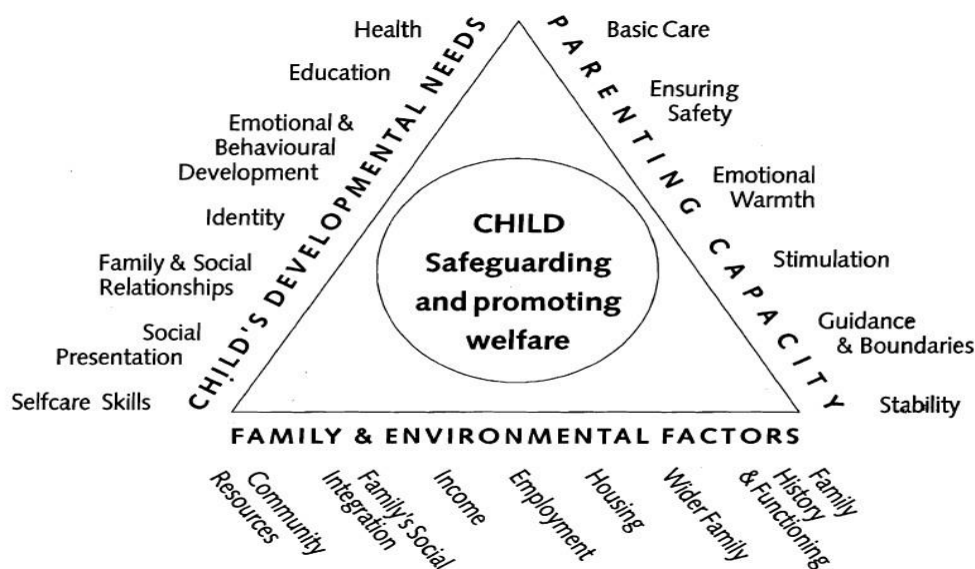 Health
Education
Emotional &
Behavioural
Development
Identity
Family & Social
Relationships
Social
Presentation
Selfcare Skills
CHILD'S DEVELOPMENTAL NEEDS
CHILD
Safeguarding
and promoting
welfare
PARENTING CAPACITY
Basic Care
Ensuring
Safety
Emotional
Warmth
Stimulation
Guidance
& Boundaries
Stability
FAMILY & ENVIRONMENTAL FACTORS
Community
Resources
Family's Social
Integration
Income
Employment
Housing
Wider Family
Family
History
& Functioning